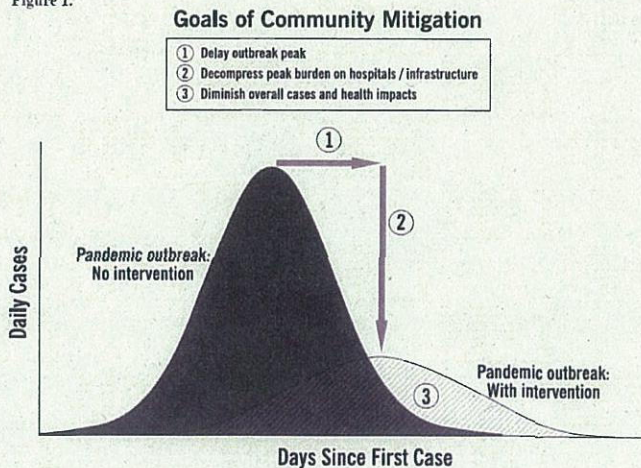 Figure 1.
Goals of Community Mitigation
① Delay outbreak peak
② Decompress peak burden on hospitals / infrastructure
③ Diminish overall cases and health impacts
①
②
Pandemic outbreak:
No intervention
Daily Cases
Pandemic outbreak:
With intervention
③
Days Since First Case